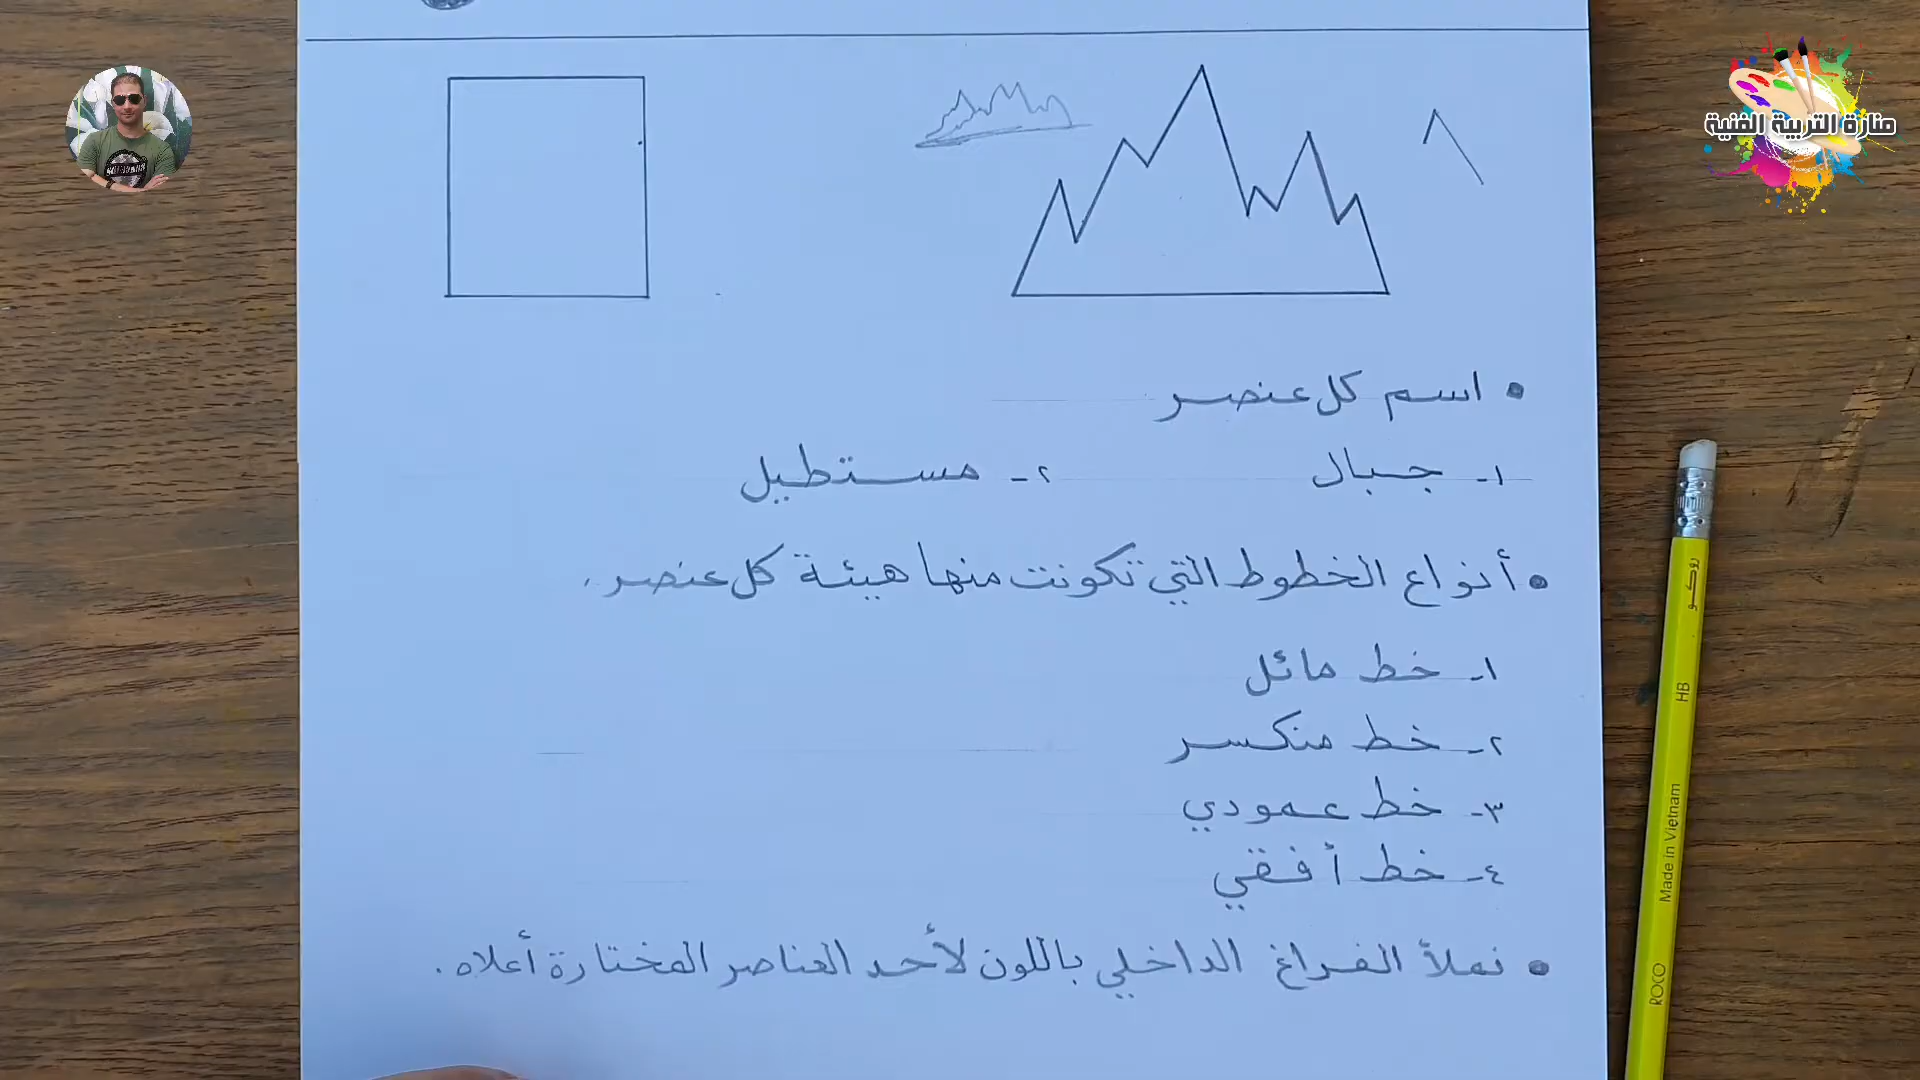 منارة التربية الفنية
• اسم كل عنصر
١- جبال ٢- مستطيل
• أنواع الخطوط التي تكونت منها هيئة كل عنصر.
١- خط مائل
٢- خط منكسر
٣- خط عمودي
٤- خط أفقي
• نملأ الفراغ الداخلي باللون لأحد العناصر المختارة أعلاه.
روكو
HB
Made in Vietnam
ROCO